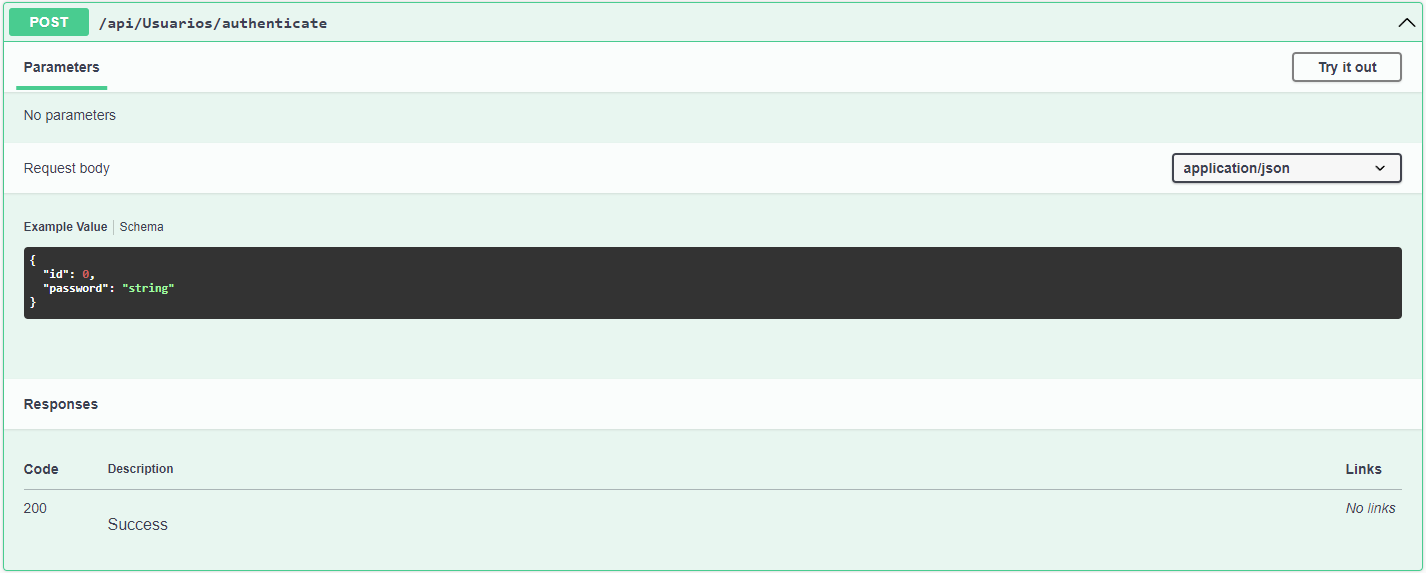 POST /api/Usuarios/authenticate
Parameters Try it out
No parameters
Request body application/json
Example Value Schema
{
"id": 0,
"password": "string"
}
Responses
Code Description Links
200 No links
Success